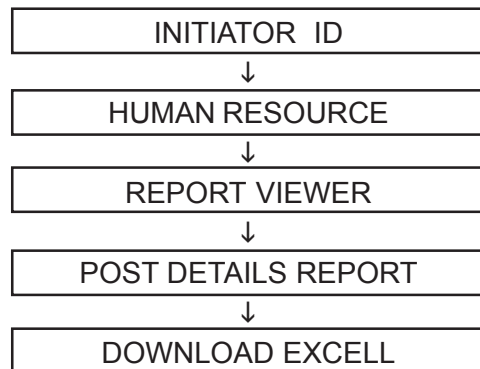 INITIATOR ID
↓
HUMAN RESOURCE
↓
REPORT VIEWER
↓
POST DETAILS REPORT
↓
DOWNLOAD EXCELL